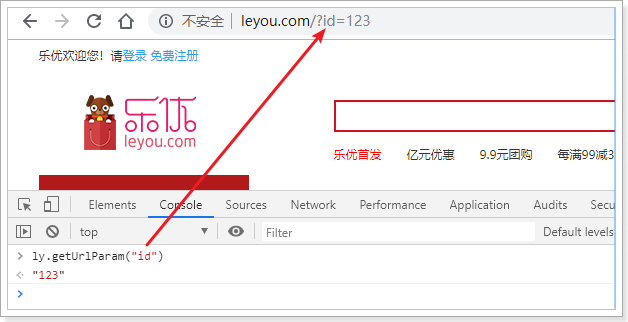 不安全 leyou.com/?id=123
乐优欢迎您！请登录 免费注册
乐优
leyou.com
乐优首发 亿元优惠 9.9元团购 每满99减3
Elements Console Sources Network Performance Application Audits Secu
top Filter Default levels
ly.getUrlParam("id")
"123"